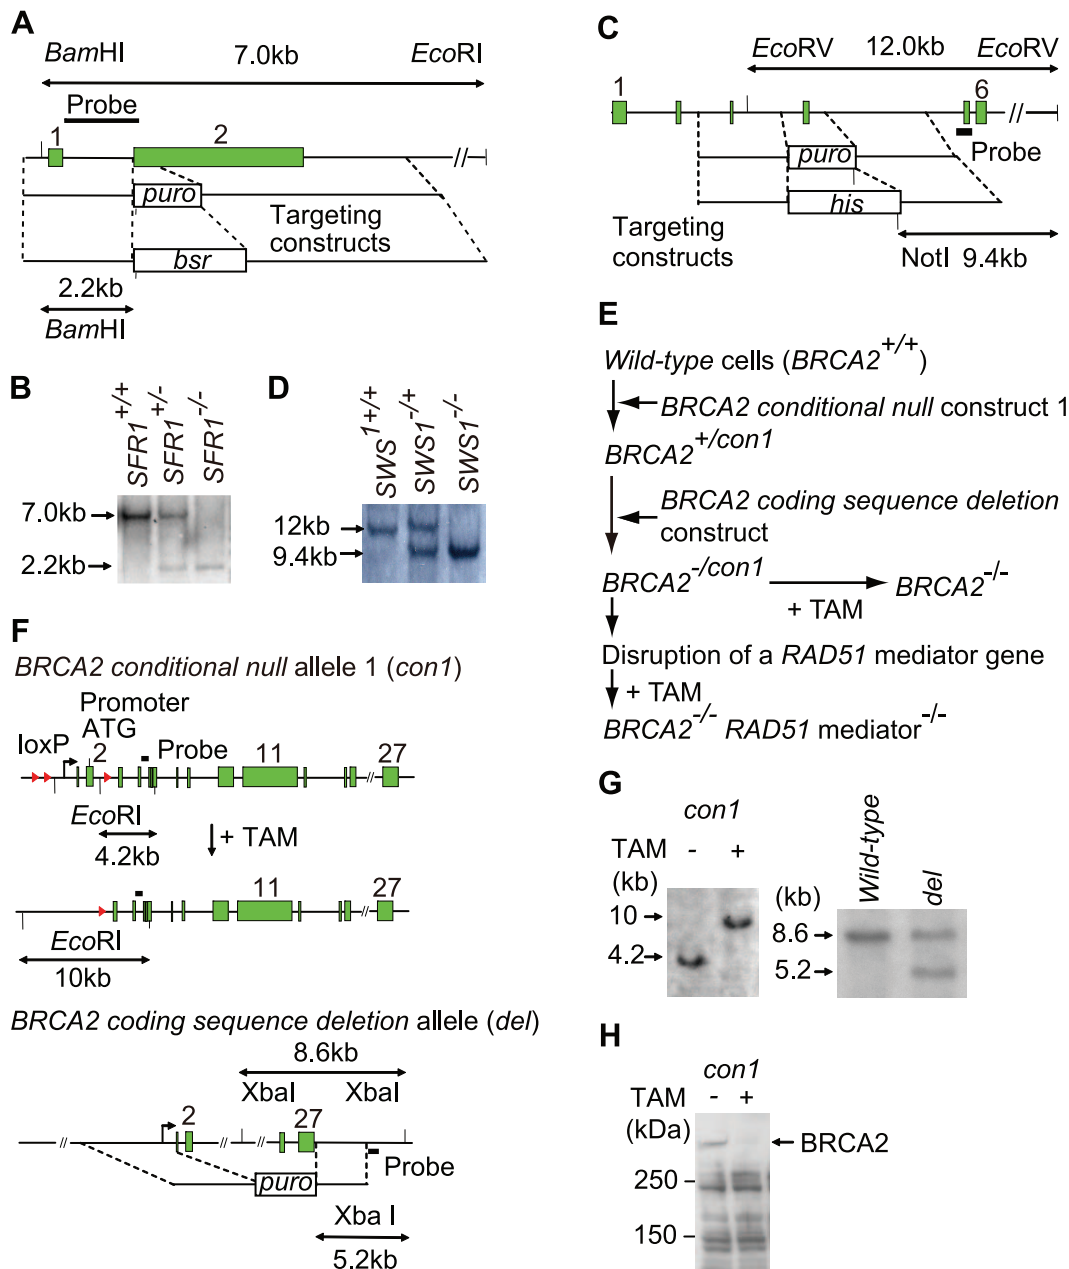 A
BamHI 7.0kb EcoRI
Probe
1 2
//
puro
Targeting
constructs
bsr
2.2kb
BamHI
B
SFR1+/+
SFR1+/-
SFR1-/-
7.0kb
2.2kb
C
EcoRV 12.0kb EcoRV
1 6
//
Probe
puro
his
Targeting
constructs
NotI 9.4kb
D
SWS1+/+
SWS1-/+
SWS1-/-
12kb
9.4kb
E
Wild-type cells (BRCA2+/+)
BRCA2 conditional null construct 1
BRCA2+/con1
BRCA2 coding sequence deletion
construct
BRCA2-/con1
+ TAM
BRCA2-/-
Disruption of a RAD51 mediator gene
+ TAM
BRCA2-/- RAD51 mediator-/-
F
BRCA2 conditional null allele 1 (con1)
Promoter
ATG
loxP 2 Probe 11 27
//
EcoRI
4.2kb
+ TAM
11 27
//
EcoRI
10kb
BRCA2 coding sequence deletion allele (del)
8.6kb
XbaI XbaI
2 27
// // //
Probe
puro
Xba I
5.2kb
G
con1
TAM - +
(kb)
10
4.2
Wild-type
del
(kb)
8.6
5.2
H
con1
TAM - +
(kDa)
BRCA2
250
150